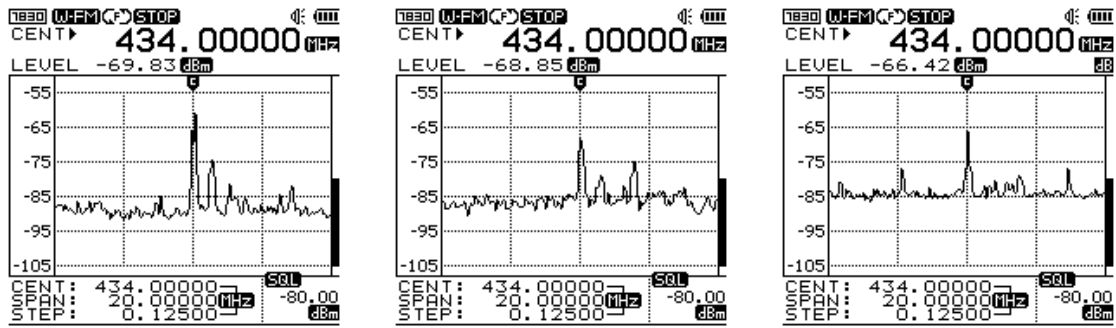 1830 W-FM F STOP
CENT 434.00000 MHz
LEVEL -69.83 dBm
C
-55
-65
-75
-85
-95
-105
SQL
CENT: 434.00000
SPAN: 20.00000 MHz -80.00
STEP: 0.12500 dBm
1830 W-FM F STOP
CENT 434.00000 MHz
LEVEL -68.85 dBm
C
-55
-65
-75
-85
-95
-105
SQL
CENT: 434.00000
SPAN: 20.00000 MHz -80.00
STEP: 0.12500 dBm
1830 W-FM F STOP
CENT 434.00000 MHz
LEVEL -66.42 dBm dB
C
-55
-65
-75
-85
-95
-105
SQL
CENT: 434.00000
SPAN: 20.00000 MHz -80.00
STEP: 0.12500 dBm